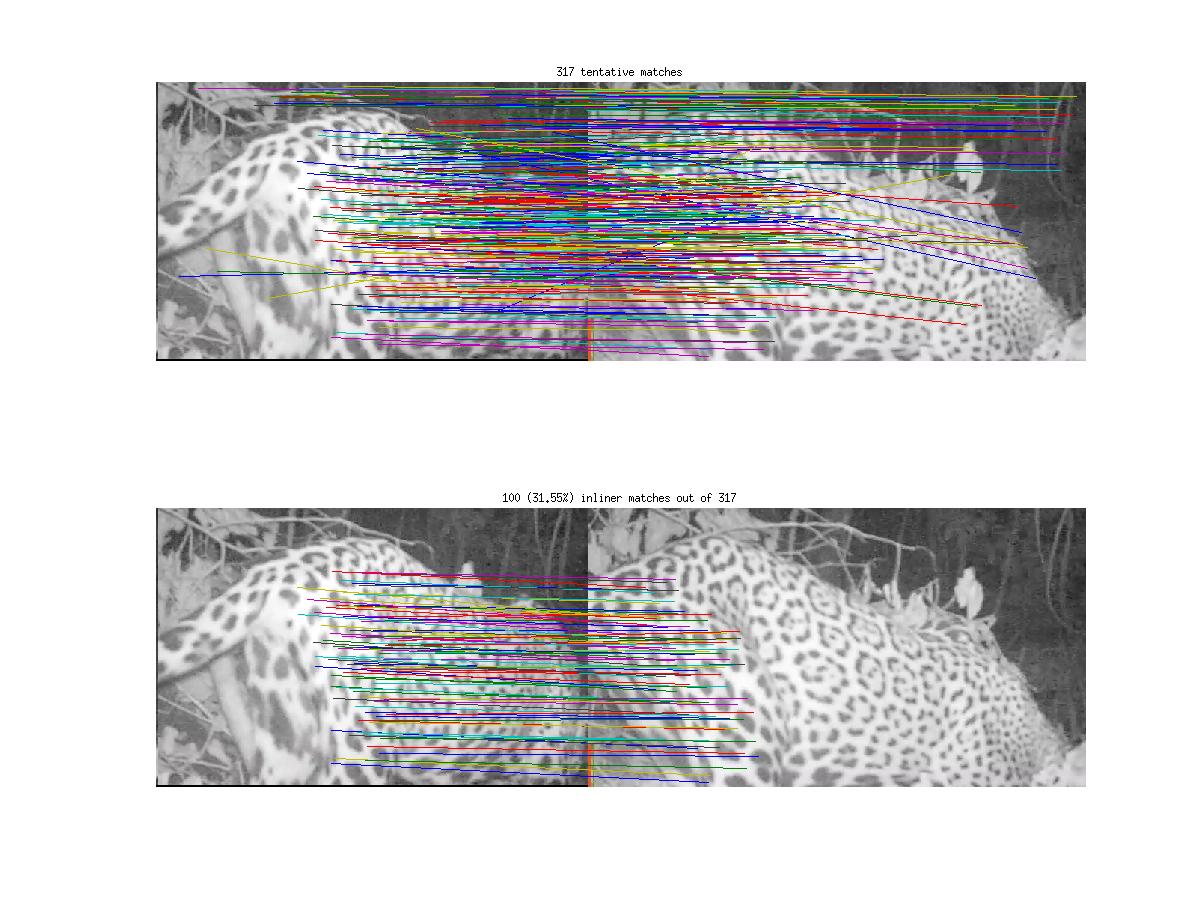 317 tentative matches
100 (31.55%) inliner matches out of 317